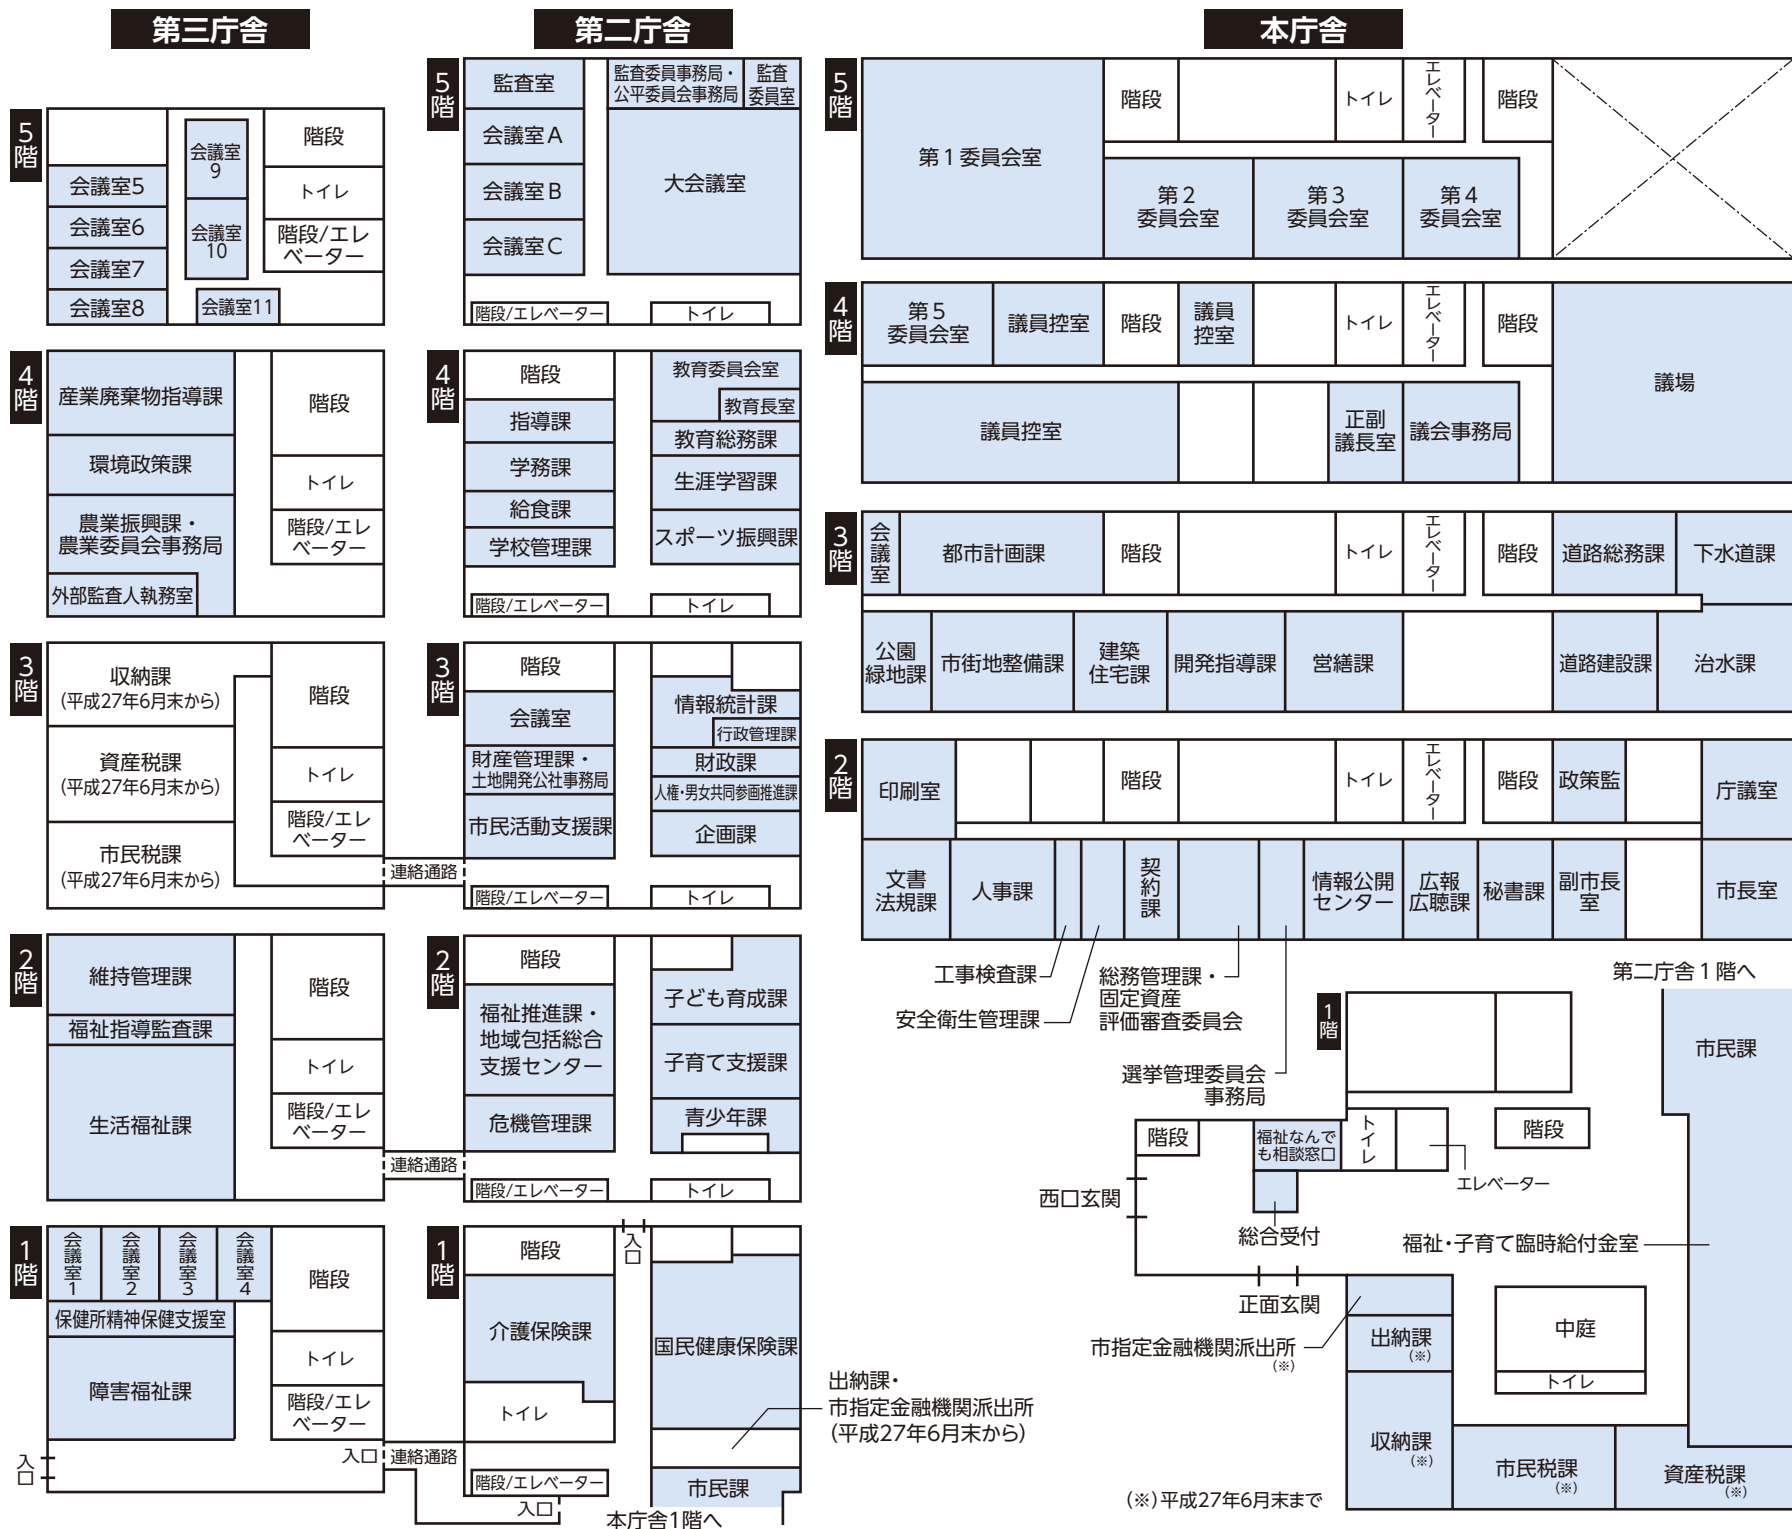 第三庁舎
5階
会議室5
会議室6
会議室7
会議室8
会議室
9
会議室
10
会議室11
階段
トイレ
階段/エレ
ベーター
4階
産業廃棄物指導課
環境政策課
農業振興課・
農業委員会事務局
外部監査人執務室
階段
トイレ
階段/エレ
ベーター
3階
収納課
(平成27年6月末から)
資産税課
(平成27年6月末から)
市民税課
(平成27年6月末から)
階段
トイレ
階段/エレ
ベーター
連絡通路
2階
維持管理課
福祉指導監査課
生活福祉課
階段
トイレ
階段/エレ
ベーター
連絡通路
1階
会議室1
会議室2
会議室3
会議室4
保健所精神保健支援室
障害福祉課
階段
トイレ
階段/エレ
ベーター
入口
入口
連絡通路
第二庁舎
5階
監査室
会議室A
会議室B
会議室C
監査委員事務局・
公平委員会事務局
監査
委員室
大会議室
階段/エレベーター
トイレ
4階
階段
指導課
学務課
給食課
学校管理課
教育委員会室
教育長室
教育総務課
生涯学習課
スポーツ振興課
階段/エレベーター
トイレ
3階
階段
会議室
財産管理課・
土地開発公社事務局
市民活動支援課
情報統計課
行政管理課
財政課
人権・男女共同参画推進課
企画課
階段/エレベーター
トイレ
2階
階段
福祉推進課・
地域包括総合
支援センター
危機管理課
子ども育成課
子育て支援課
青少年課
階段/エレベーター
トイレ
1階
階段
入口
介護保険課
トイレ
国民健康保険課
出納課・
市指定金融機関派出所
(平成27年6月末から)
市民課
階段/エレベーター
入口
本庁舎1階へ
本庁舎
5階
第1委員会室
階段
トイレ
エレベーター
階段
第2
委員会室
第3
委員会室
第4
委員会室
4階
第5
委員会室
議員控室
階段
議員
控室
トイレ
エレベーター
階段
議場
議員控室
正副
議長室
議会事務局
3階
会議室
都市計画課
階段
トイレ
エレベーター
階段
道路総務課
下水道課
公園
緑地課
市街地整備課
建築
住宅課
開発指導課
営繕課
道路建設課
治水課
2階
印刷室
階段
トイレ
エレベーター
階段
政策監
庁議室
文書
法規課
人事課
契約課
情報公開
センター
広報
広聴課
秘書課
副市長
室
市長室
工事検査課
安全衛生管理課
総務管理課・
固定資産
評価審査委員会
選挙管理委員会
事務局
第二庁舎1階へ
1階
市民課
階段
福祉なんで
も相談窓口
トイレ
エレベーター
階段
西口玄関
総合受付
福祉・子育て臨時給付金室
正面玄関
市指定金融機関派出所
(※)
出納課
(※)
中庭
トイレ
収納課
(※)
市民税課
(※)
資産税課
(※)
(※)平成27年6月末まで